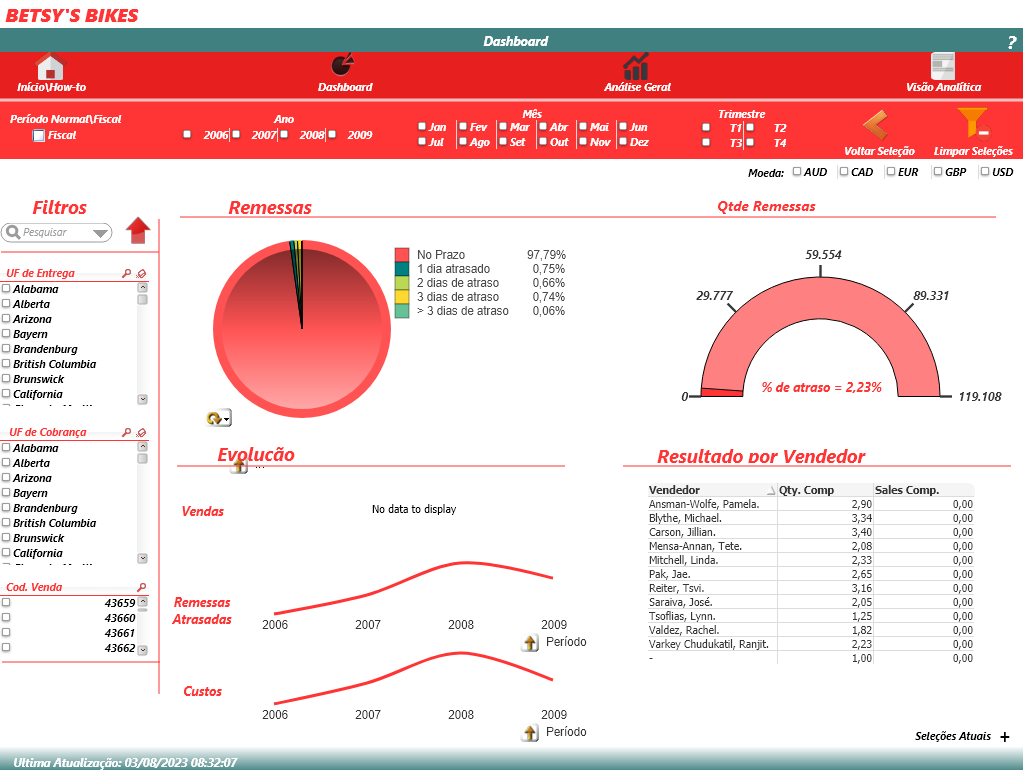 BETSY'S BIKES
Dashboard
?
Início\How-to
Dashboard
Análise Geral
Visão Analítica
Período Normal\Fiscal
Fiscal
Ano
2006 2007 2008 2009
Mês
Jan Fev Mar Abr Mai Jun
Jul Ago Set Out Nov Dez
Trimestre
T1 T2
T3 T4
Voltar Seleção
Limpar Seleções
Moeda: AUD CAD EUR GBP USD
Filtros
Pesquisar
UF de Entrega
Alabama
Alberta
Arizona
Bayern
Brandenburg
British Columbia
Brunswick
California
UF de Cobrança
Alabama
Alberta
Arizona
Bayern
Brandenburg
British Columbia
Brunswick
California
Cod. Venda
43659
43660
43661
43662
Remessas
No Prazo 97,79%
1 dia atrasado 0,75%
2 dias de atraso 0,66%
3 dias de atraso 0,74%
> 3 dias de atraso 0,06%
Qtde Remessas
59.554
29.777
89.331
0
119.108
% de atraso = 2,23%
Evolução
...
Vendas
No data to display
Remessas
Atrasadas
2006 2007 2008 2009
Período
Custos
2006 2007 2008 2009
Período
Resultado por Vendedor
Vendedor Qty. Comp Sales Comp.
Ansman-Wolfe, Pamela. 2,90 0,00
Blythe, Michael. 3,34 0,00
Carson, Jillian. 3,40 0,00
Mensa-Annan, Tete. 2,08 0,00
Mitchell, Linda. 2,33 0,00
Pak, Jae. 2,65 0,00
Reiter, Tsvi. 3,16 0,00
Saraiva, José. 2,05 0,00
Tsoflias, Lynn. 1,25 0,00
Valdez, Rachel. 1,82 0,00
Varkey Chudukatil, Ranjit. 2,23 0,00
- 1,00 0,00
Seleções Atuais +
Ultima Atualização: 03/08/2023 08:32:07